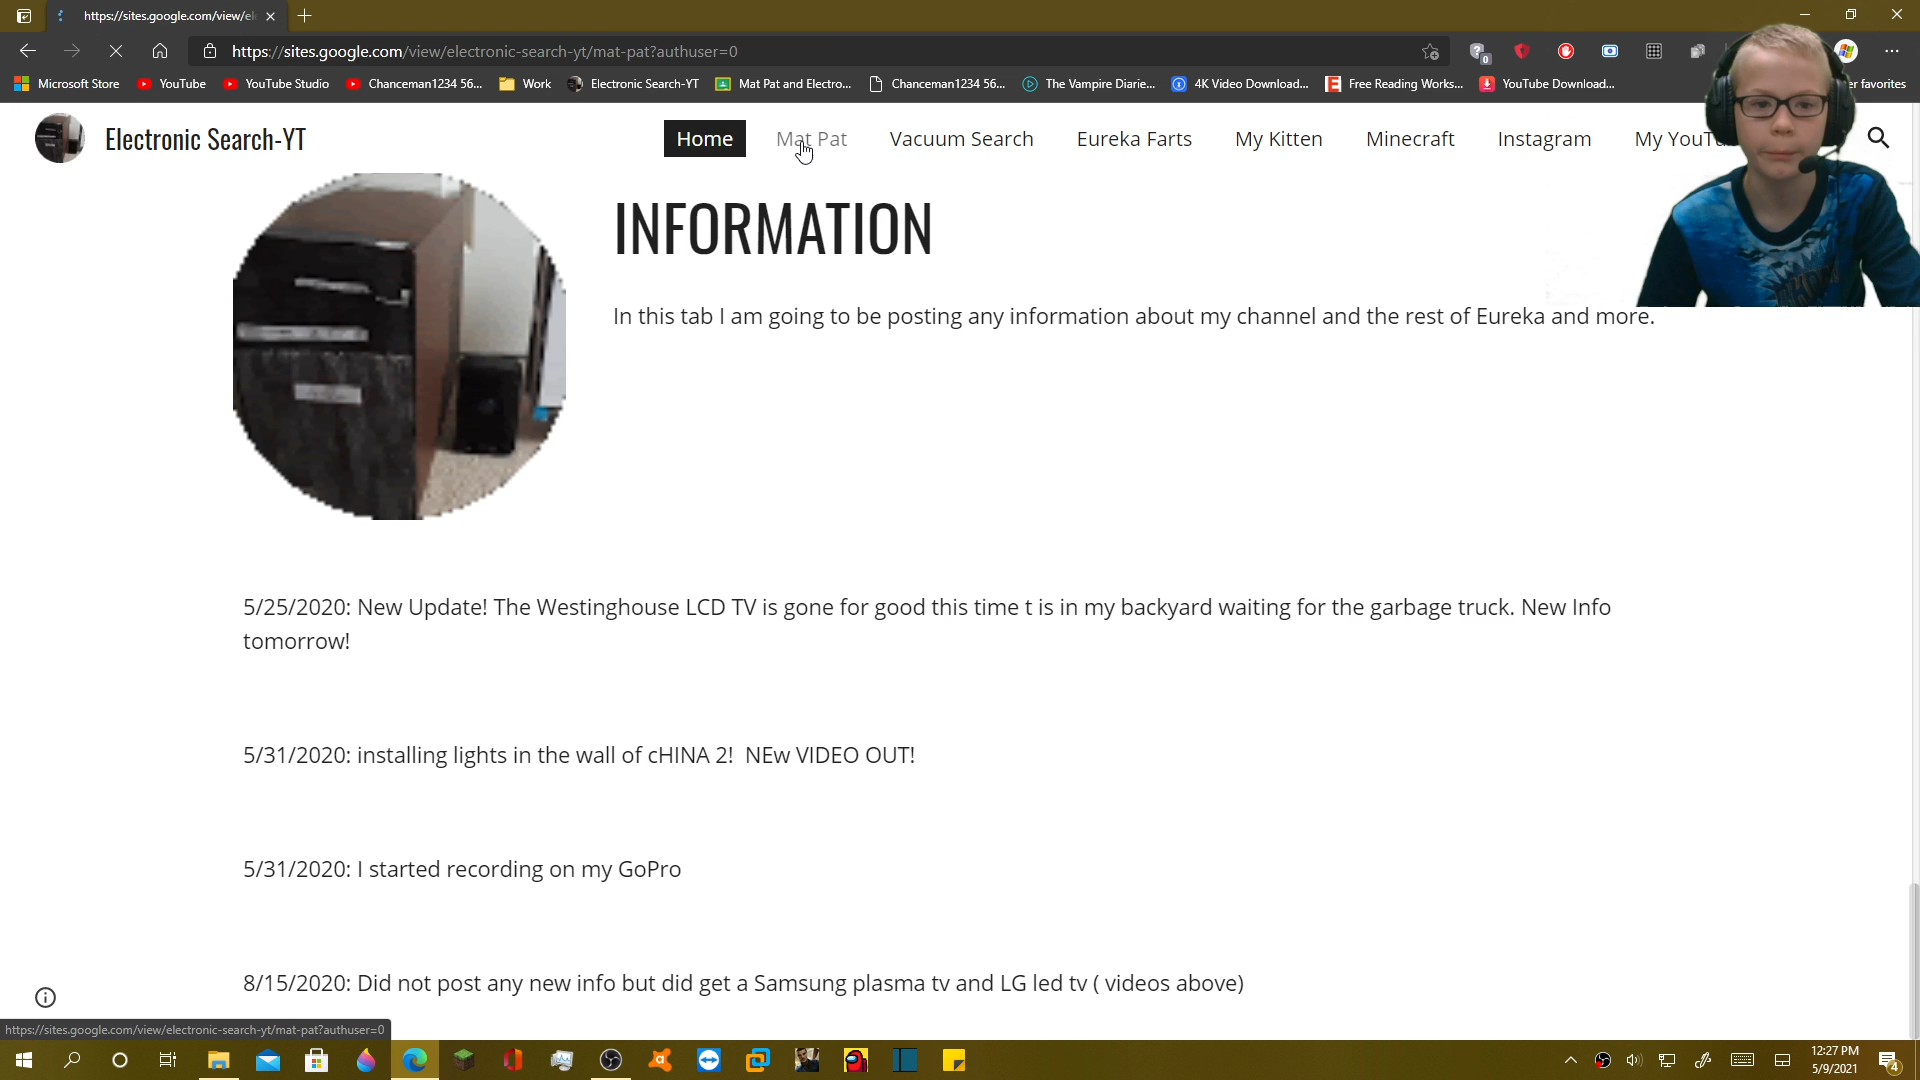 https://sites.google.com/view/el
https://sites.google.com/view/electronic-search-yt/mat-pat?authuser=0
0
Microsoft Store YouTube YouTube Studio Chanceman1234 56... Work Electronic Search-YT Mat Pat and Electro... Chanceman1234 56... The Vampire Diarie... 4K Video Download... Free Reading Works... YouTube Download... er favorites
Electronic Search-YT Home Mat Pat Vacuum Search Eureka Farts My Kitten Minecraft Instagram My YouTu
INFORMATION
In this tab I am going to be posting any information about my channel and the rest of Eureka and more.
5/25/2020: New Update! The Westinghouse LCD TV is gone for good this time t is in my backyard waiting for the garbage truck. New Info
tomorrow!
5/31/2020: installing lights in the wall of cHINA 2!  NEw VIDEO OUT!
5/31/2020: I started recording on my GoPro
8/15/2020: Did not post any new info but did get a Samsung plasma tv and LG led tv ( videos above)
https://sites.google.com/view/electronic-search-yt/mat-pat?authuser=0
12:27 PM
5/9/2021
4